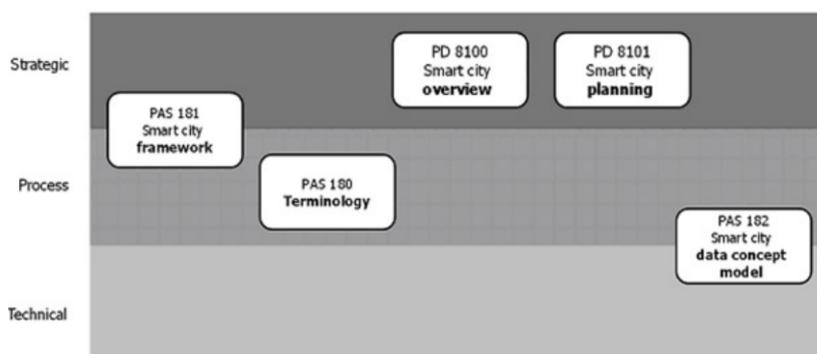 Strategic
PD 8100
Smart city
overview
PD 8101
Smart city
planning
PAS 181
Smart city
framework
Process
PAS 180
Terminology
PAS 182
Smart city
data concept
model
Technical